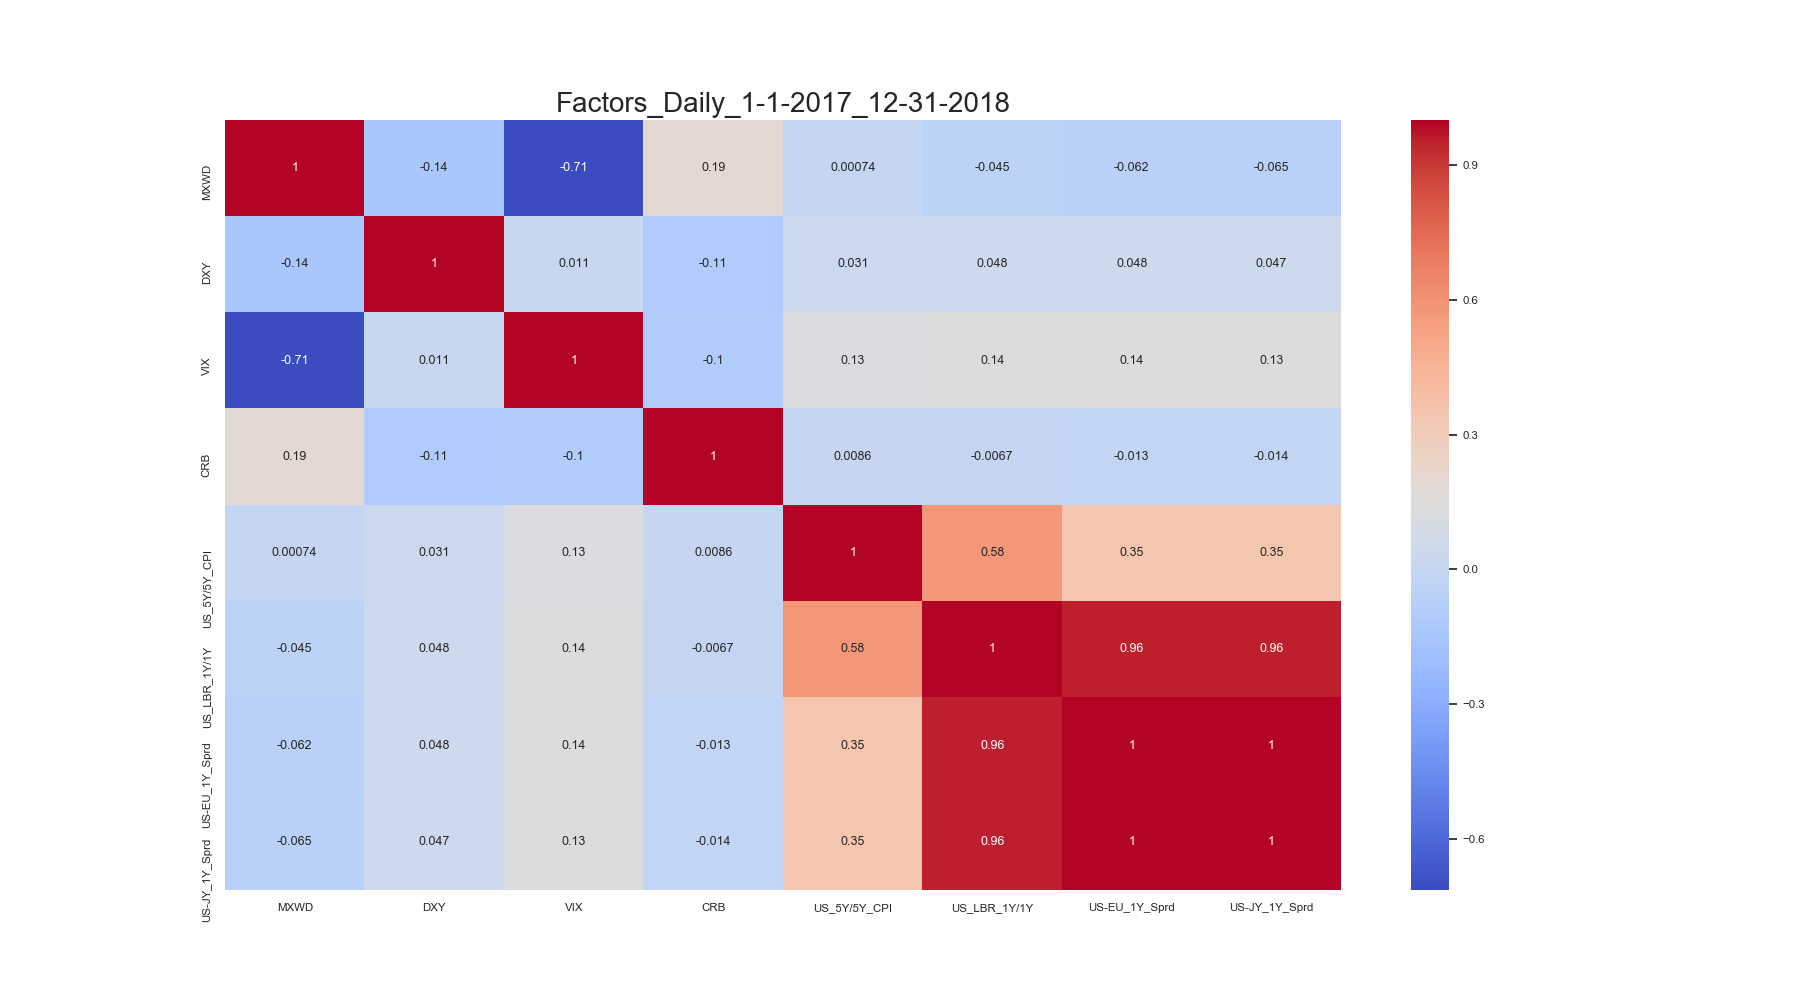 Factors_Daily_1-1-2017_12-31-2018
MXWD 1 -0.14 -0.71 0.19 0.00074 -0.045 -0.062 -0.065
DXY -0.14 1 0.011 -0.11 0.031 0.048 0.048 0.047
VIX -0.71 0.011 1 -0.1 0.13 0.14 0.14 0.13
CRB 0.19 -0.11 -0.1 1 0.0086 -0.0067 -0.013 -0.014
US_5Y/5Y_CPI 0.00074 0.031 0.13 0.0086 1 0.58 0.35 0.35
US_LBR_1Y/1Y -0.045 0.048 0.14 -0.0067 0.58 1 0.96 0.96
US-EU_1Y_Sprd -0.062 0.048 0.14 -0.013 0.35 0.96 1 1
US-JY_1Y_Sprd -0.065 0.047 0.13 -0.014 0.35 0.96 1 1
MXWD DXY VIX CRB US_5Y/5Y_CPI US_LBR_1Y/1Y US-EU_1Y_Sprd US-JY_1Y_Sprd
0.9
0.6
0.3
0.0
−0.3
−0.6